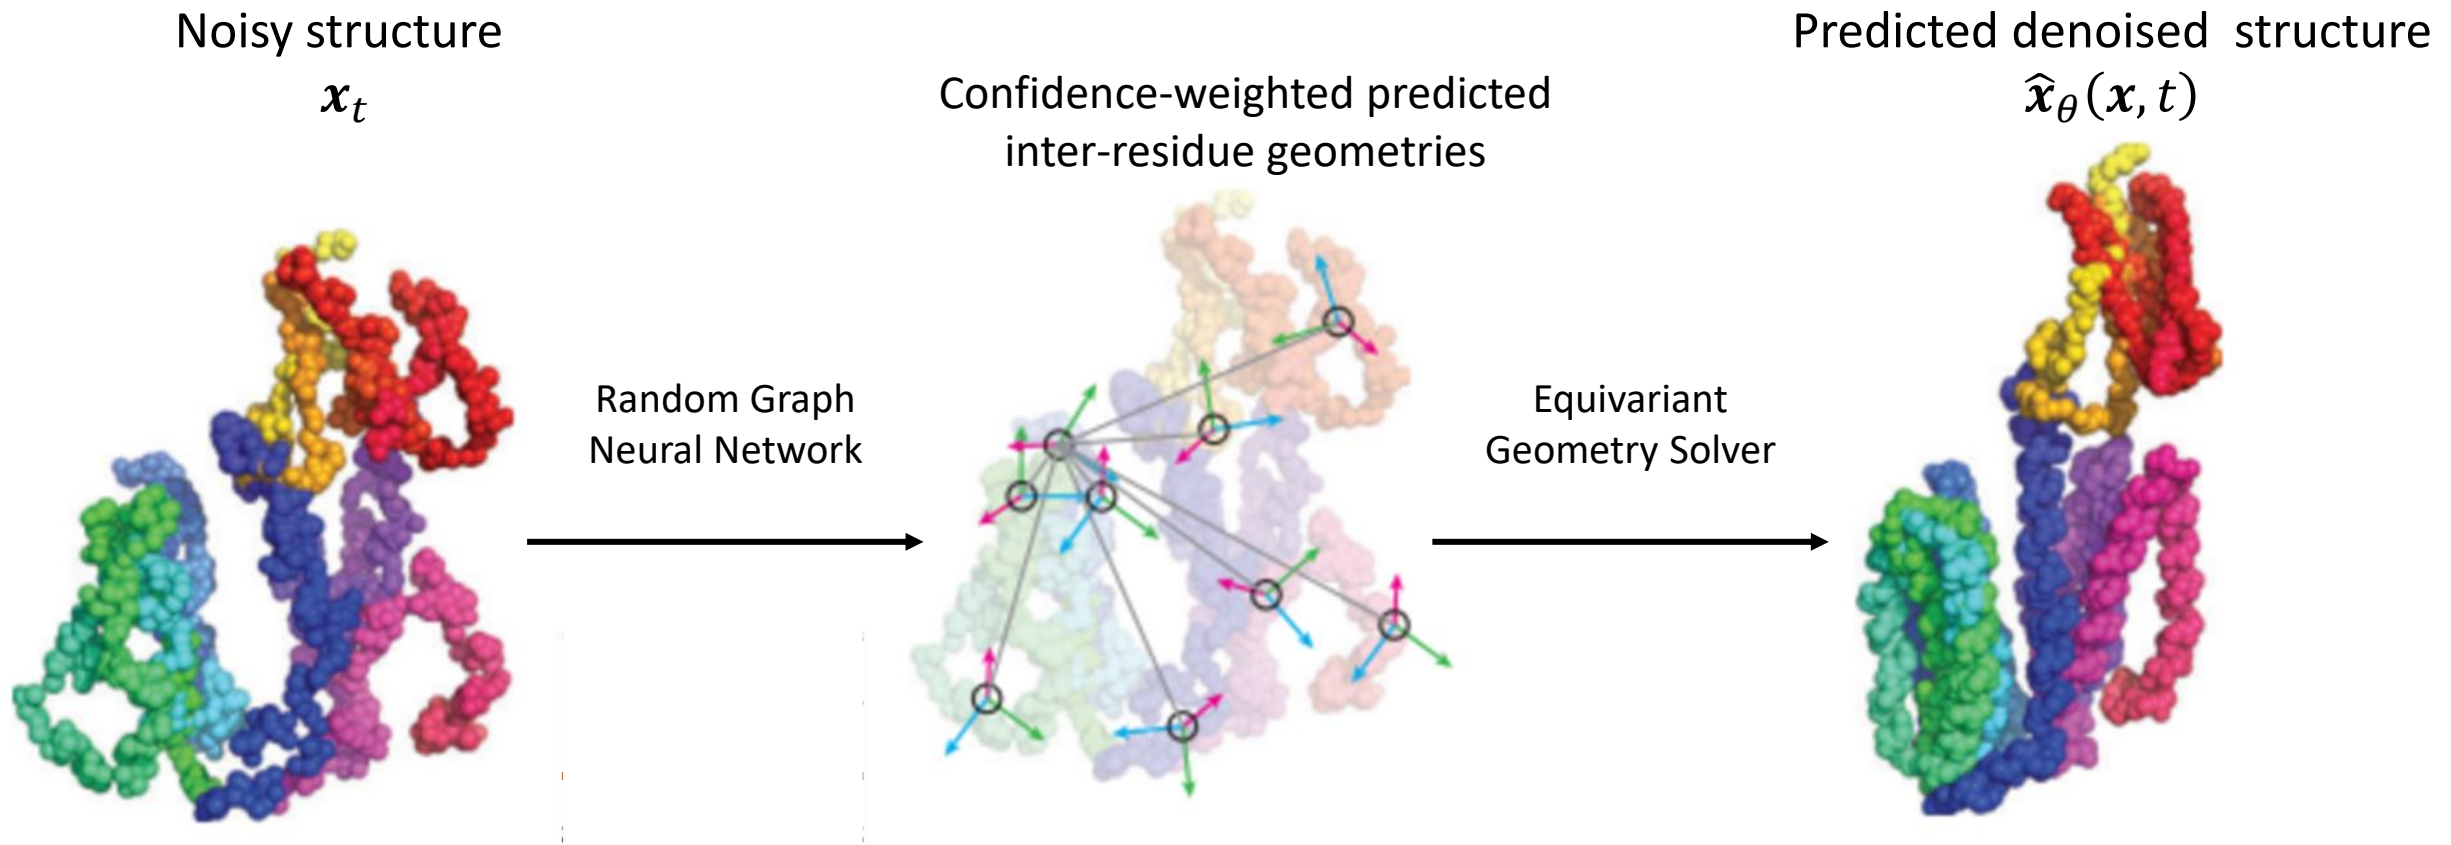 Noisy structure
𝒙ₜ
Confidence-weighted predicted
inter-residue geometries
Predicted denoised structure
x̂_θ(x, t)
Random Graph
Neural Network
Equivariant
Geometry Solver